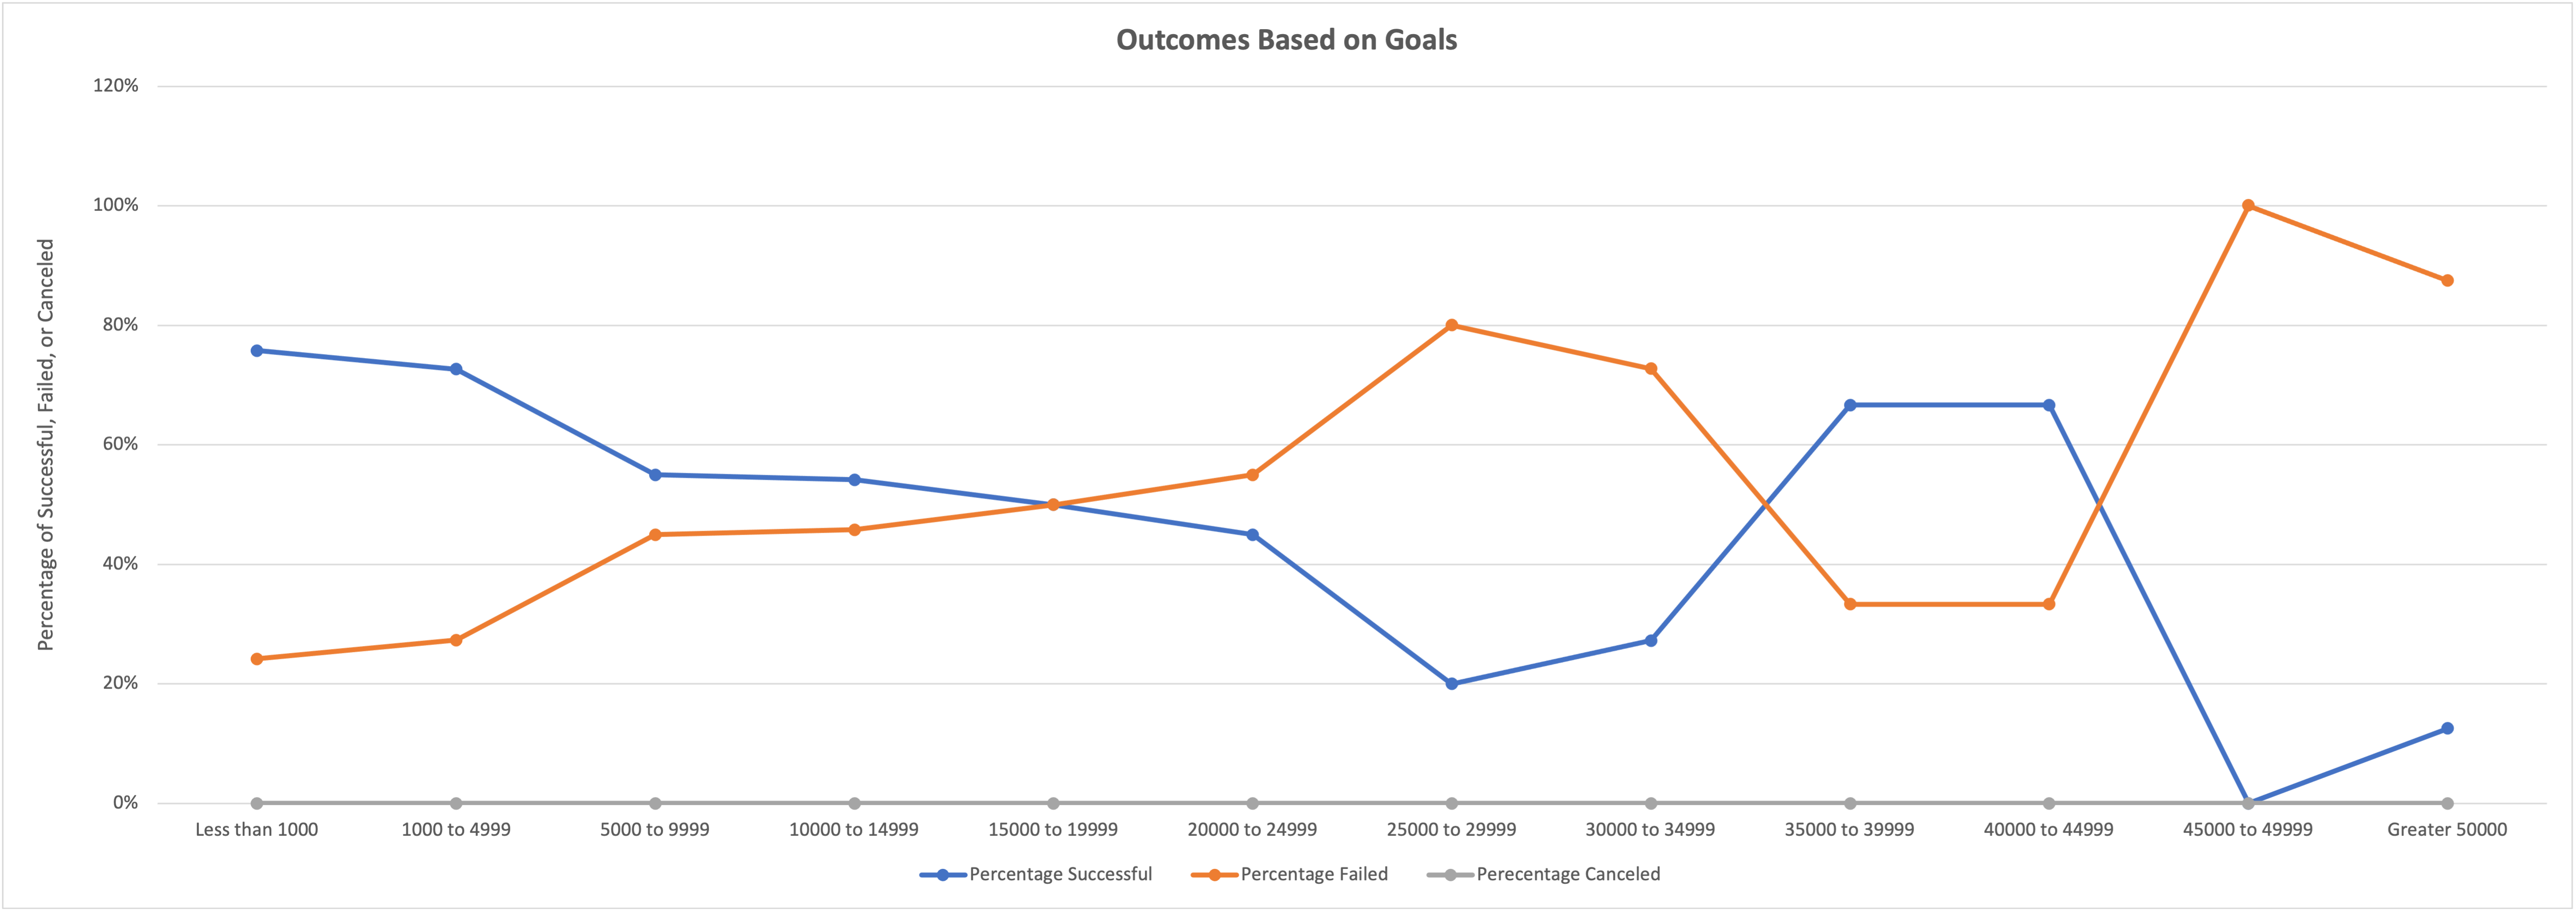 Outcomes Based on Goals
Percentage of Successful, Failed, or Canceled
120%
100%
80%
60%
40%
20%
0%
Less than 1000
1000 to 4999
5000 to 9999
10000 to 14999
15000 to 19999
20000 to 24999
25000 to 29999
30000 to 34999
35000 to 39999
40000 to 44999
45000 to 49999
Greater 50000
Percentage Successful
Percentage Failed
Perecentage Canceled